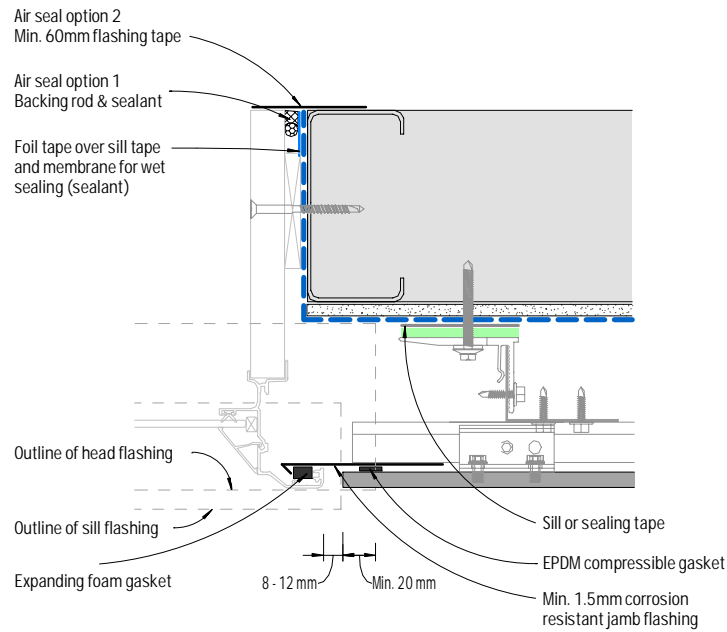 Air seal option 2
Min. 60mm flashing tape
Air seal option 1
Backing rod & sealant
Foil tape over sill tape
and membrane for wet
sealing (sealant)
Outline of head flashing
Outline of sill flashing
Expanding foam gasket
8 - 12 mm
Min. 20 mm
Sill or sealing tape
EPDM compressible gasket
Min. 1.5mm corrosion
resistant jamb flashing